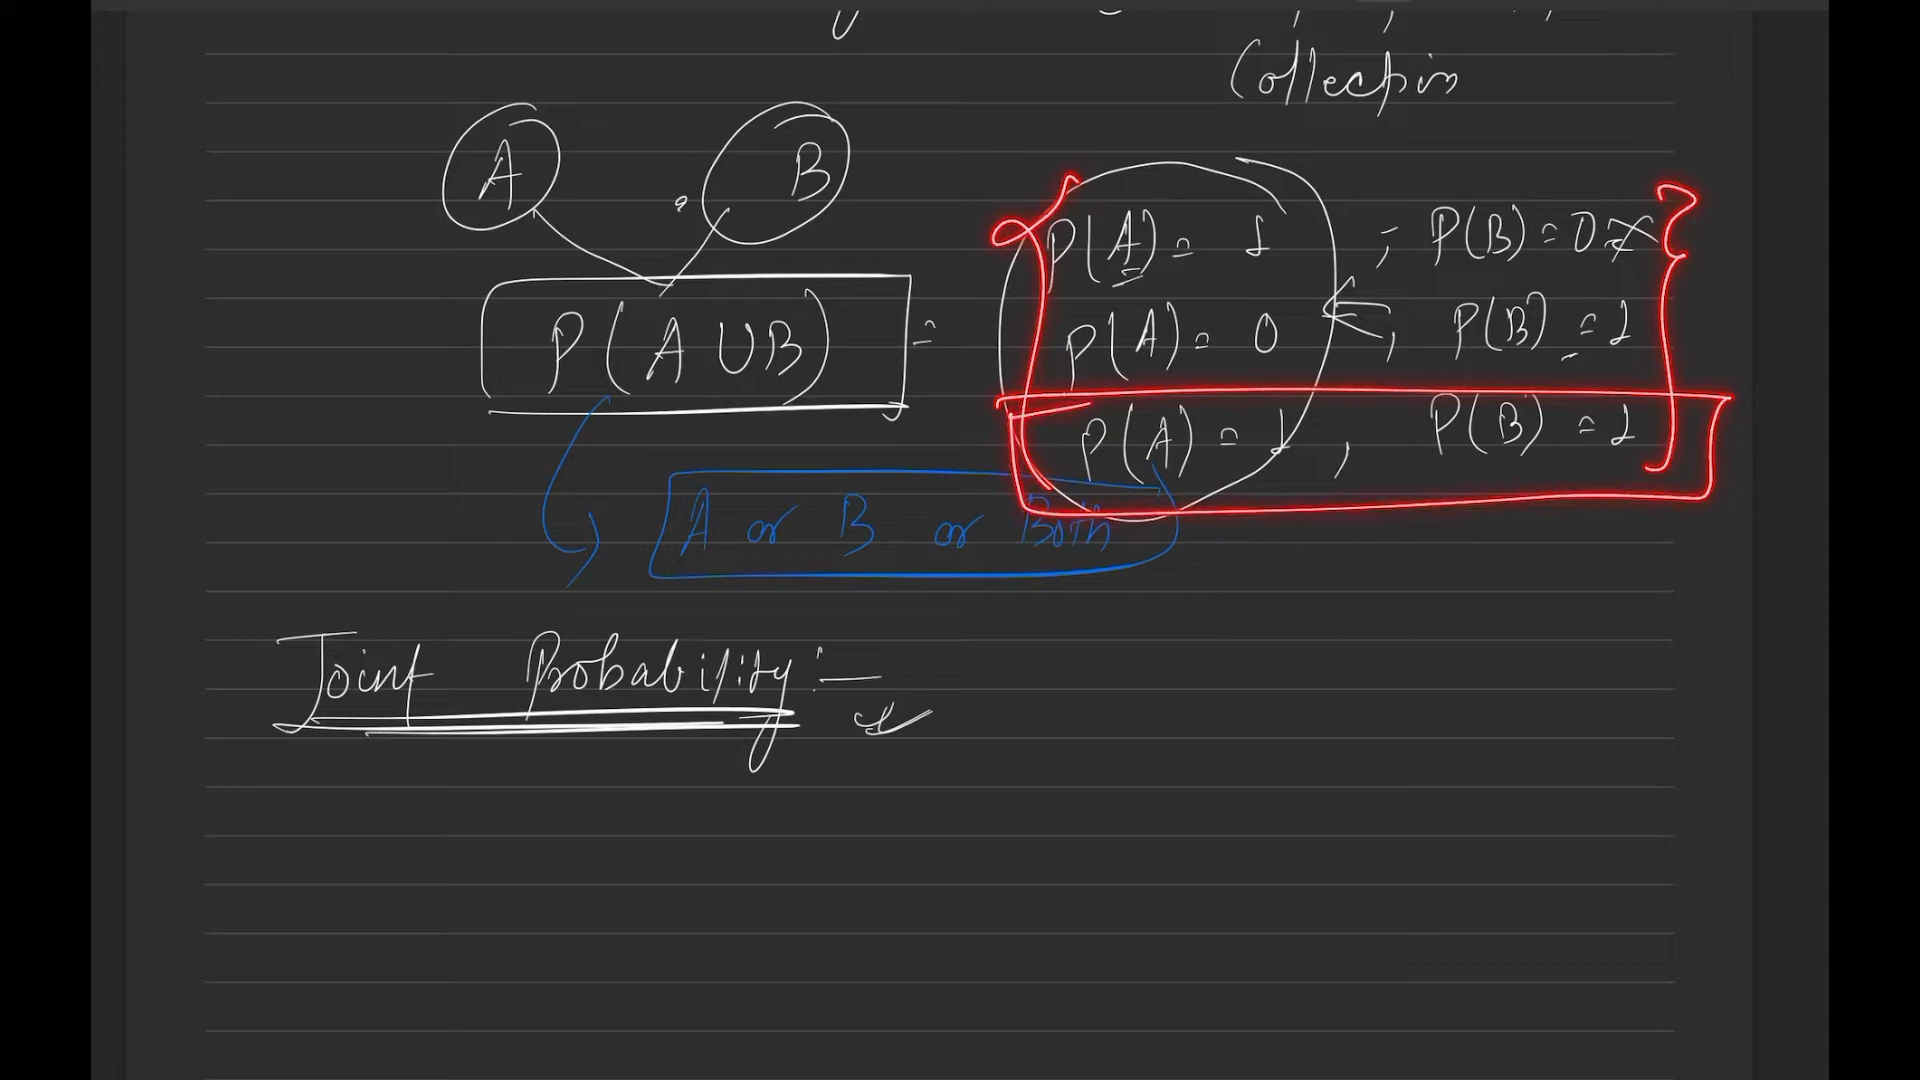 Collection
A B
P(A) = 1 ; P(B) = 0
P(A ∪ B) = P(A) = 0 ; P(B) = 1
P(A) = 1 , P(B) = 1
A or B or Both
Joint Probability :-